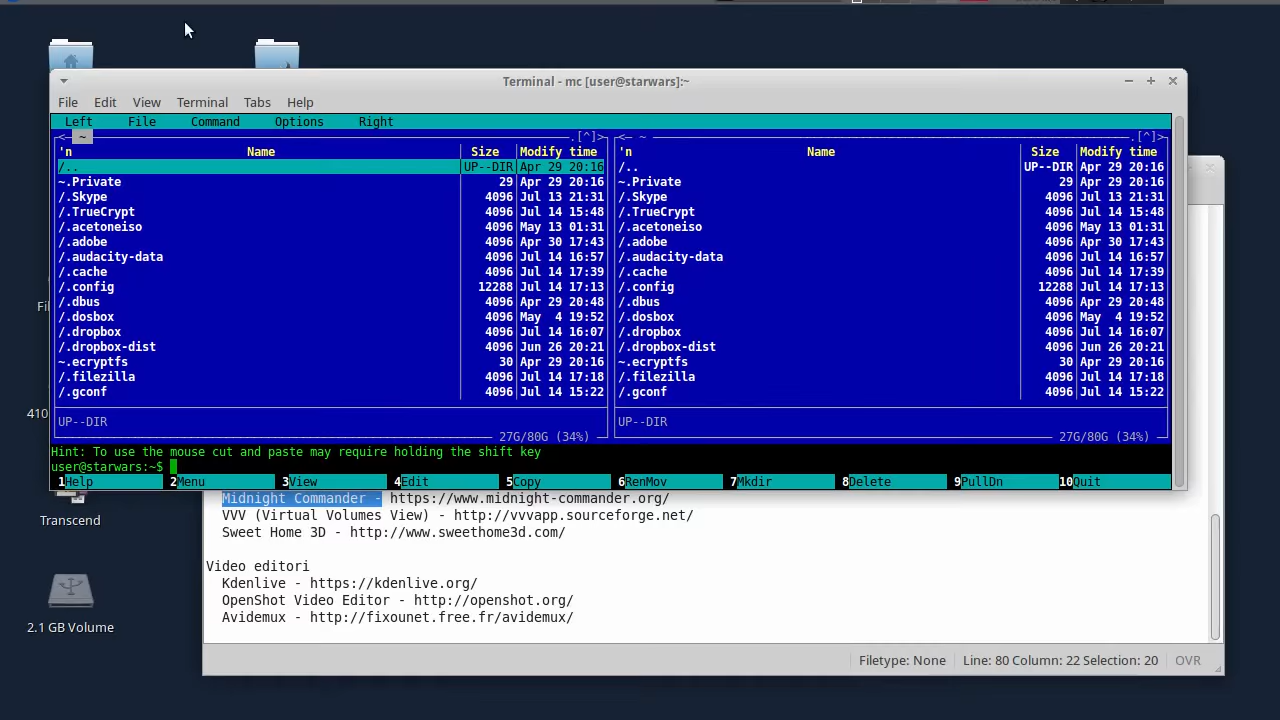 Terminal - mc [user@starwars]:~
File Edit View Terminal Tabs Help
Left File Command Options Right
<─ ~ .[^]> <─ ~ .[^]>
'n Name Size Modify time 'n Name Size Modify time
/.. UP--DIR Apr 29 20:16 /.. UP--DIR Apr 29 20:16
~.Private 29 Apr 29 20:16 ~.Private 29 Apr 29 20:16
/.Skype 4096 Jul 13 21:31 /.Skype 4096 Jul 13 21:31
/.TrueCrypt 4096 Jul 14 15:48 /.TrueCrypt 4096 Jul 14 15:48
/.acetoneiso 4096 May 13 01:31 /.acetoneiso 4096 May 13 01:31
/.adobe 4096 Apr 30 17:43 /.adobe 4096 Apr 30 17:43
/.audacity-data 4096 Jul 14 16:57 /.audacity-data 4096 Jul 14 16:57
/.cache 4096 Jul 14 17:39 /.cache 4096 Jul 14 17:39
/.config 12288 Jul 14 17:13 /.config 12288 Jul 14 17:13
/.dbus 4096 Apr 29 20:48 /.dbus 4096 Apr 29 20:48
/.dosbox 4096 May 4 19:52 /.dosbox 4096 May 4 19:52
/.dropbox 4096 Jul 14 16:07 /.dropbox 4096 Jul 14 16:07
/.dropbox-dist 4096 Jun 26 20:21 /.dropbox-dist 4096 Jun 26 20:21
~.ecryptfs 30 Apr 29 20:16 ~.ecryptfs 30 Apr 29 20:16
/.filezilla 4096 Jul 14 17:18 /.filezilla 4096 Jul 14 17:18
/.gconf 4096 Jul 14 15:22 /.gconf 4096 Jul 14 15:22
UP--DIR UP--DIR
27G/80G (34%) 27G/80G (34%)
Hint: To use the mouse cut and paste may require holding the shift key
user@starwars:~$
1Help 2Menu 3View 4Edit 5Copy 6RenMov 7Mkdir 8Delete 9PullDn 10Quit
Midnight Commander - https://www.midnight-commander.org/
VVV (Virtual Volumes View) - http://vvvapp.sourceforge.net/
Sweet Home 3D - http://www.sweethome3d.com/
Video editori
Kdenlive - https://kdenlive.org/
OpenShot Video Editor - http://openshot.org/
Avidemux - http://fixounet.free.fr/avidemux/
Filetype: None Line: 80 Column: 22 Selection: 20 OVR
410
Transcend
2.1 GB Volume